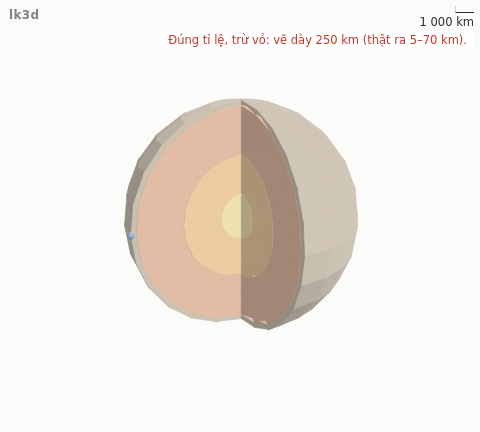 lk3d
1 000 km
Đúng tỉ lệ, trừ vỏ: vẽ dày 250 km (thật ra 5–70 km).